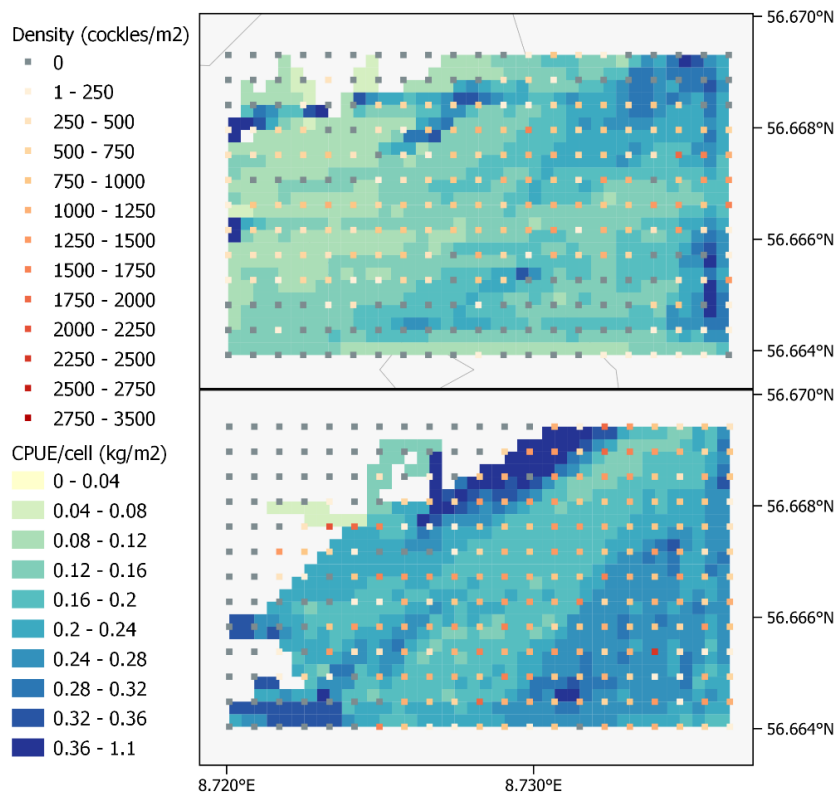 Density (cockles/m2)
0
1 - 250
250 - 500
500 - 750
750 - 1000
1000 - 1250
1250 - 1500
1500 - 1750
1750 - 2000
2000 - 2250
2250 - 2500
2500 - 2750
2750 - 3500
CPUE/cell (kg/m2)
0 - 0.04
0.04 - 0.08
0.08 - 0.12
0.12 - 0.16
0.16 - 0.2
0.2 - 0.24
0.24 - 0.28
0.28 - 0.32
0.32 - 0.36
0.36 - 1.1
56.670°N
56.668°N
56.666°N
56.664°N
56.670°N
56.668°N
56.666°N
56.664°N
8.720°E
8.730°E